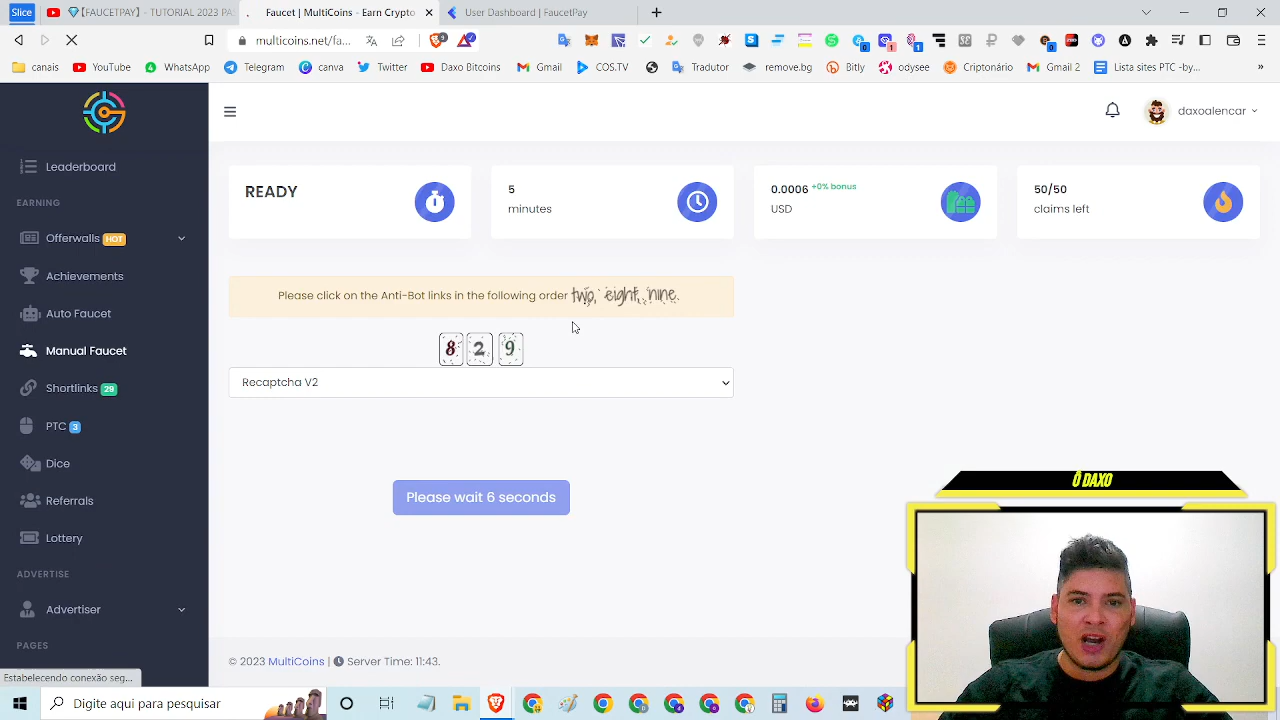 Slice
◆ {FAUCETPAY} - TUTORIAL 2023 PA
Faucet | MultiCoins - Earn Crypto
User Dashboard | FaucetPay
multicoins.net/fa...
canais
YouTube
WhatsApp
Telegram
canva
Twitter
Daxo Bitcoins
Gmail
COS.TV
Tradutor
remove.bg
Bitly
odysee
Criptonário
Gmail 2
Lista sites PTC -by...
»
daxoalencar
Leaderboard
EARNING
Offerwalls HOT
Achievements
Auto Faucet
Manual Faucet
Shortlinks 29
PTC 3
Dice
Referrals
Lottery
ADVERTISE
Advertiser
PAGES
READY
5
minutes
0.0006 +0% bonus
USD
50/50
claims left
Please click on the Anti-Bot links in the following order two, eight, nine.
8 2 9
Recaptcha V2
Please wait 6 seconds
Ô DAXO
© 2023 MultiCoins | Server Time: 11:43.
Estabelecendo conexão seg...
Digite aqui para pesquisar